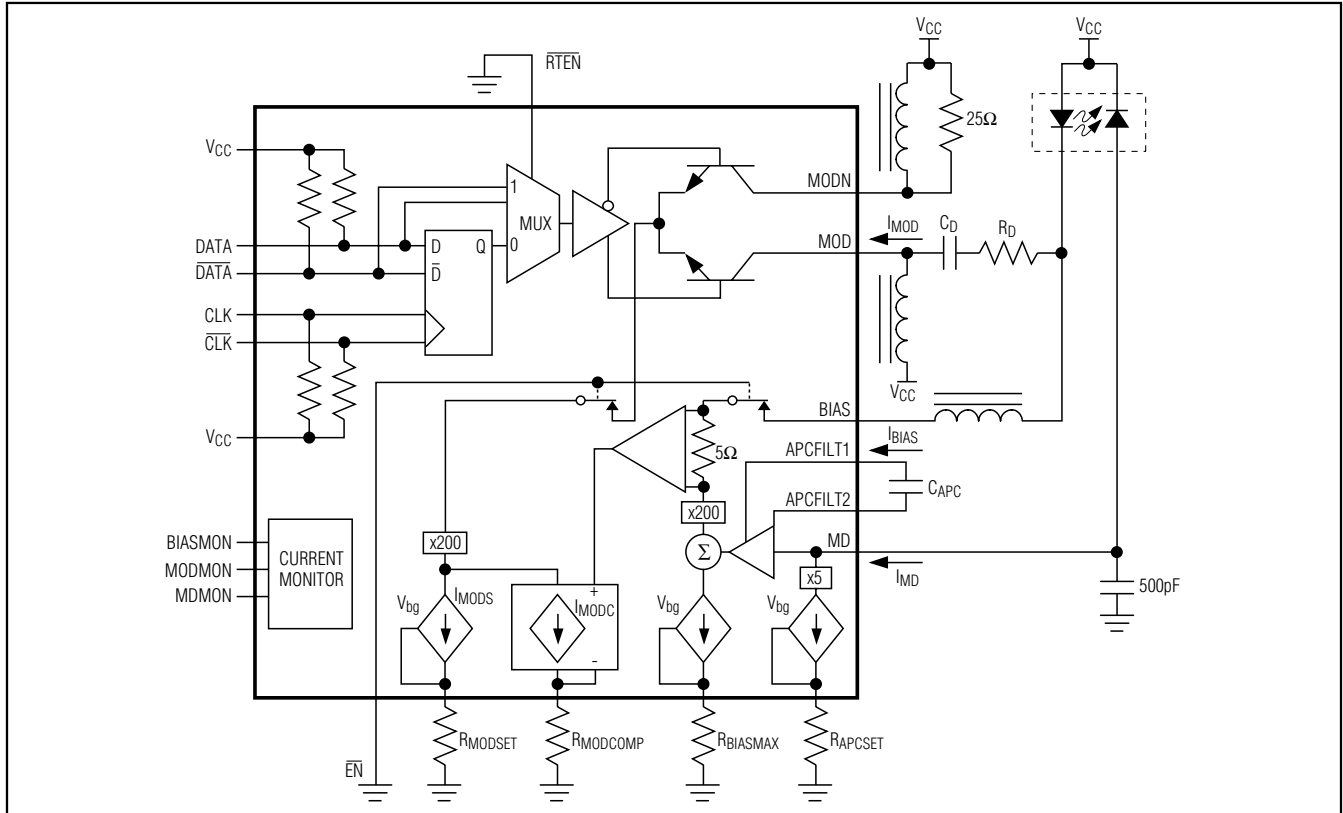 VCC
VCC
RTEN
25Ω
VCC
MODN
1
MUX
IMOD
CD
RD
DATA
D
Q
0
MOD
DATA
D
CLK
CLK
VCC
BIAS
VCC
5Ω
IBIAS
APCFILT1
CAPC
APCFILT2
x200
BIASMON
CURRENT
MONITOR
x200
Σ
MD
MODMON
IMD
MDMON
x5
500pF
Vbg
IMODS
+
IMODC
-
Vbg
Vbg
RMODSET
RMODCOMP
RBIASMAX
RAPCSET
EN